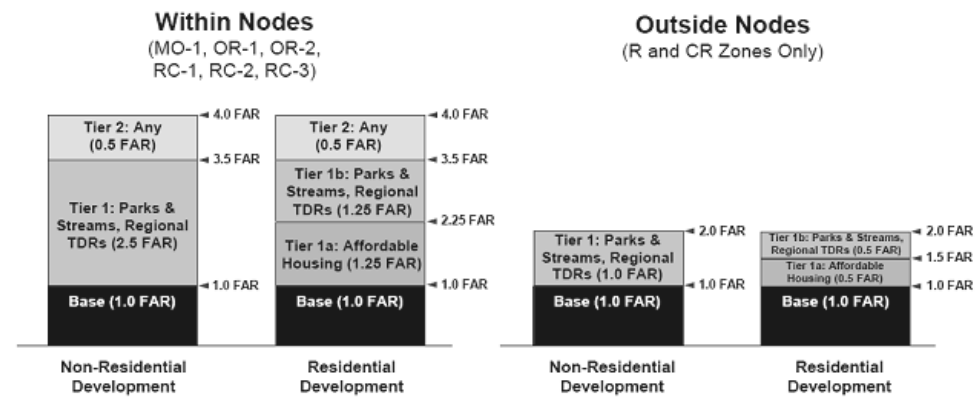 Within Nodes
(MO-1, OR-1, OR-2,
RC-1, RC-2, RC-3)
4.0 FAR
Tier 2: Any
(0.5 FAR)
3.5 FAR
Tier 1: Parks &
Streams, Regional
TDRs (2.5 FAR)
1.0 FAR
Base (1.0 FAR)
Non-Residential
Development
4.0 FAR
Tier 2: Any
(0.5 FAR)
3.5 FAR
Tier 1b: Parks &
Streams, Regional
TDRs (1.25 FAR)
2.25 FAR
Tier 1a: Affordable
Housing (1.25 FAR)
1.0 FAR
Base (1.0 FAR)
Residential
Development
Outside Nodes
(R and CR Zones Only)
2.0 FAR
Tier 1: Parks &
Streams, Regional
TDRs (1.0 FAR)
1.0 FAR
Base (1.0 FAR)
Non-Residential
Development
2.0 FAR
Tier 1b: Parks & Streams,
Regional TDRs (0.5 FAR)
1.5 FAR
Tier 1a: Affordable
Housing (0.5 FAR)
1.0 FAR
Base (1.0 FAR)
Residential
Development